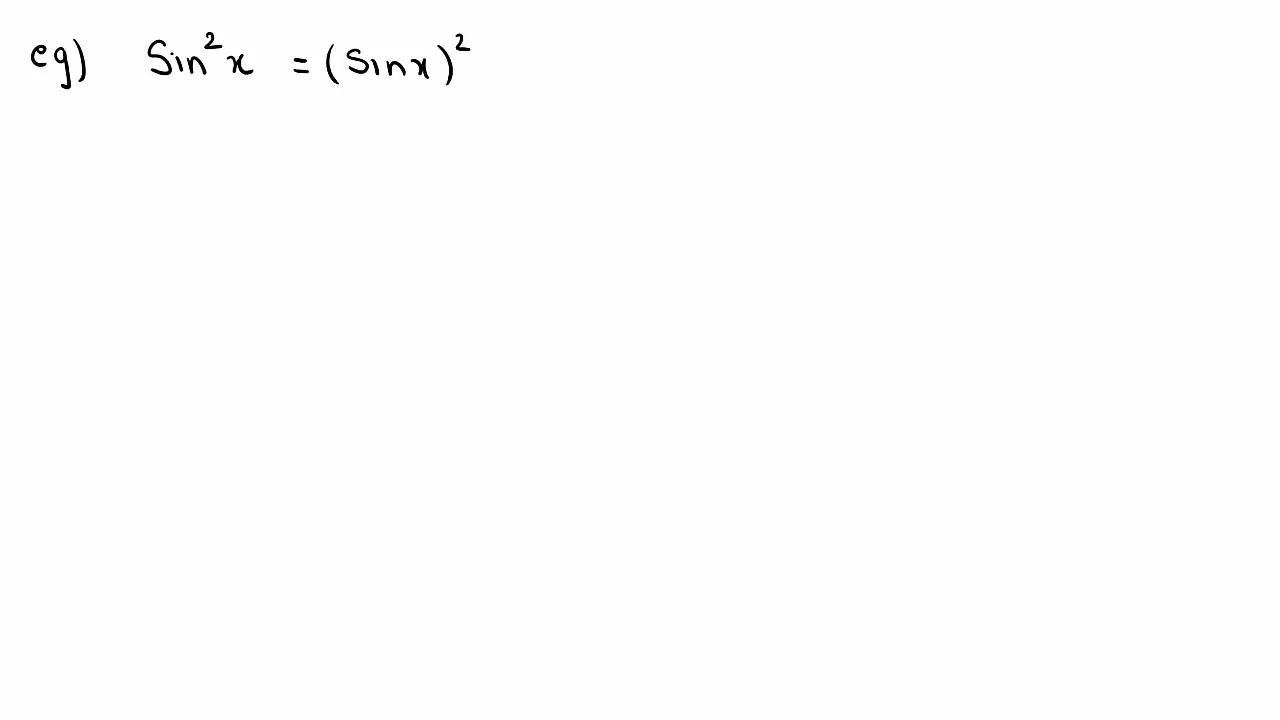 eg) Sin²x = (Sinx)²